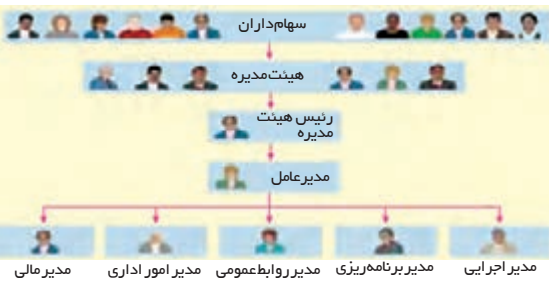 سهام‌داران
هیئت‌مدیره
رئیس هیئت
مدیره
مدیرعامل
مدیر اجرایی
مدیر برنامه‌ریزی
مدیر روابط عمومی
مدیر امور اداری
مدیر مالی